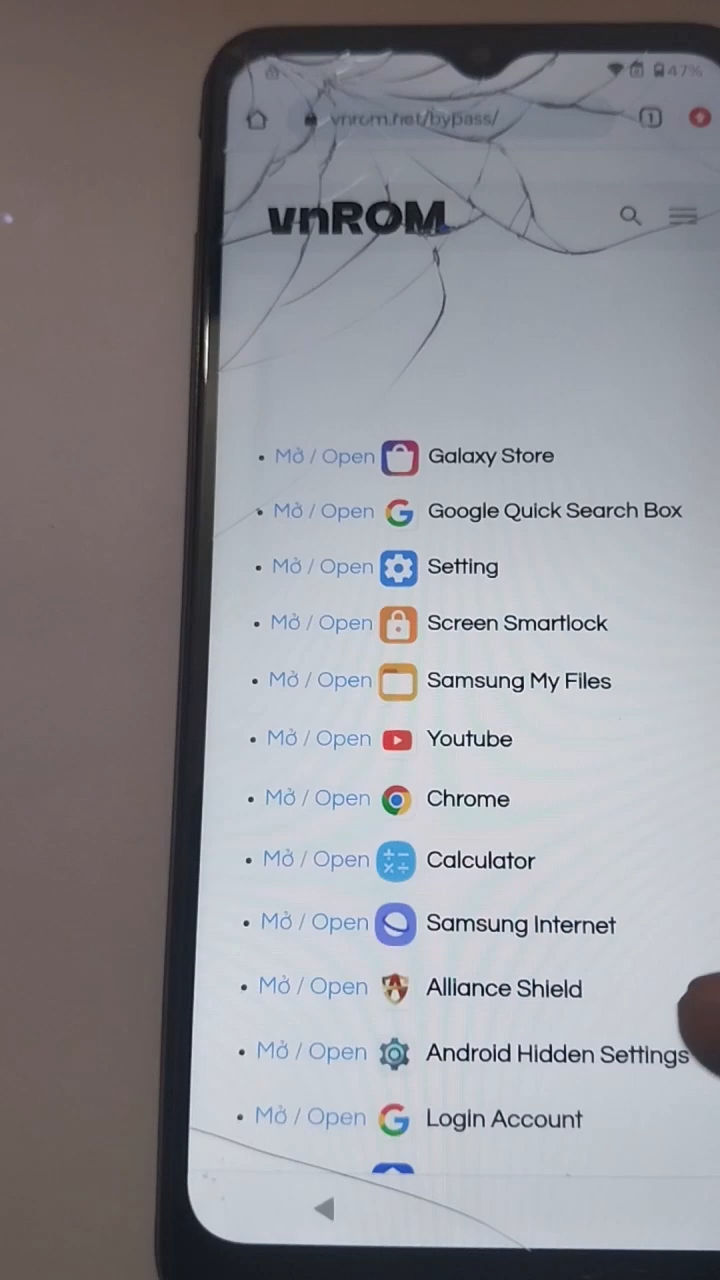 47%
vnrom.net/bypass/
1
vnROM
Mở / Open Galaxy Store
Mở / Open Google Quick Search Box
Mở / Open Setting
Mở / Open Screen Smartlock
Mở / Open Samsung My Files
Mở / Open Youtube
Mở / Open Chrome
Mở / Open Calculator
Mở / Open Samsung Internet
Mở / Open Alliance Shield
Mở / Open Android Hidden Settings
Mở / Open Login Account